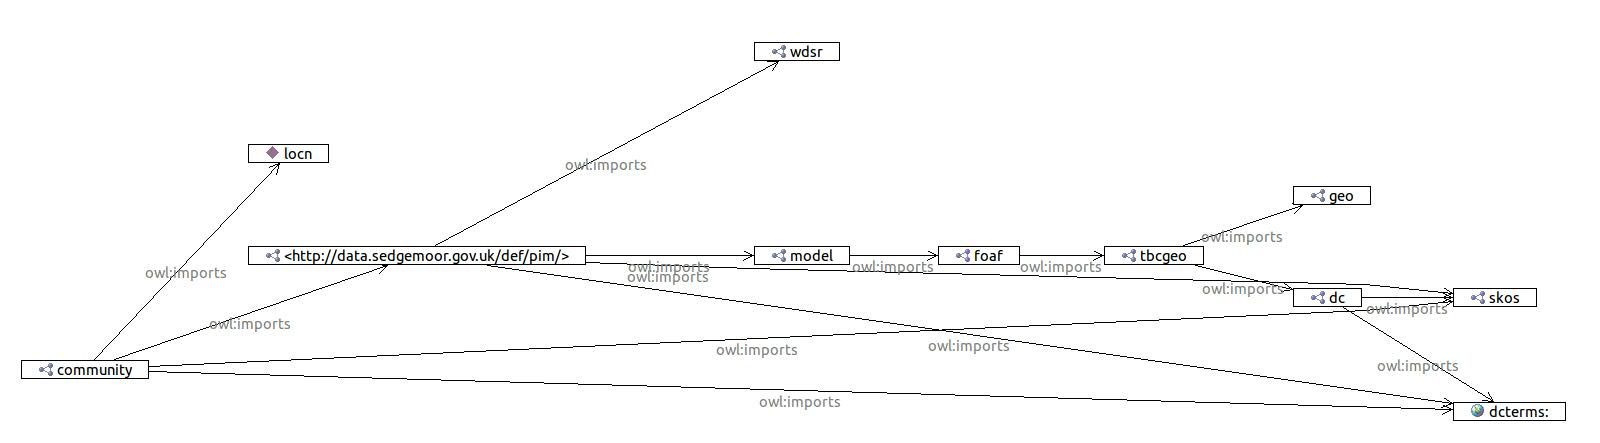 wdsr
owl:imports
locn
geo
owl:imports
<http://data.sedgemoor.gov.uk/def/pim/>
model
foaf
tbcgeo
owl:imports
owl:imports
owl:imports
owl:imports
owl:imports
owl:imports
dc
skos
owl:imports
owl:imports
owl:imports
owl:imports
owl:imports
community
owl:imports
dcterms: